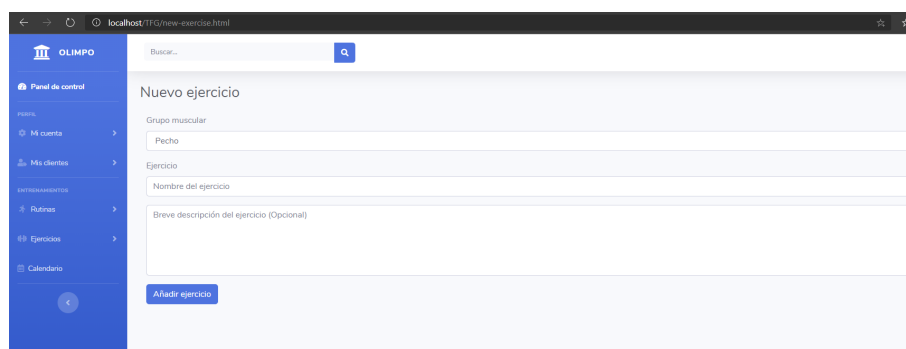 localhost/TFG/new-exercise.html
OLIMPO
Buscar...
Panel de control
Nuevo ejercicio
PERFIL
Grupo muscular
Mi cuenta
Pecho
Mis clientes
Ejercicio
ENTRENAMIENTOS
Nombre del ejercicio
Rutinas
Breve descripción del ejercicio (Opcional)
Ejercicios
Calendario
Añadir ejercicio